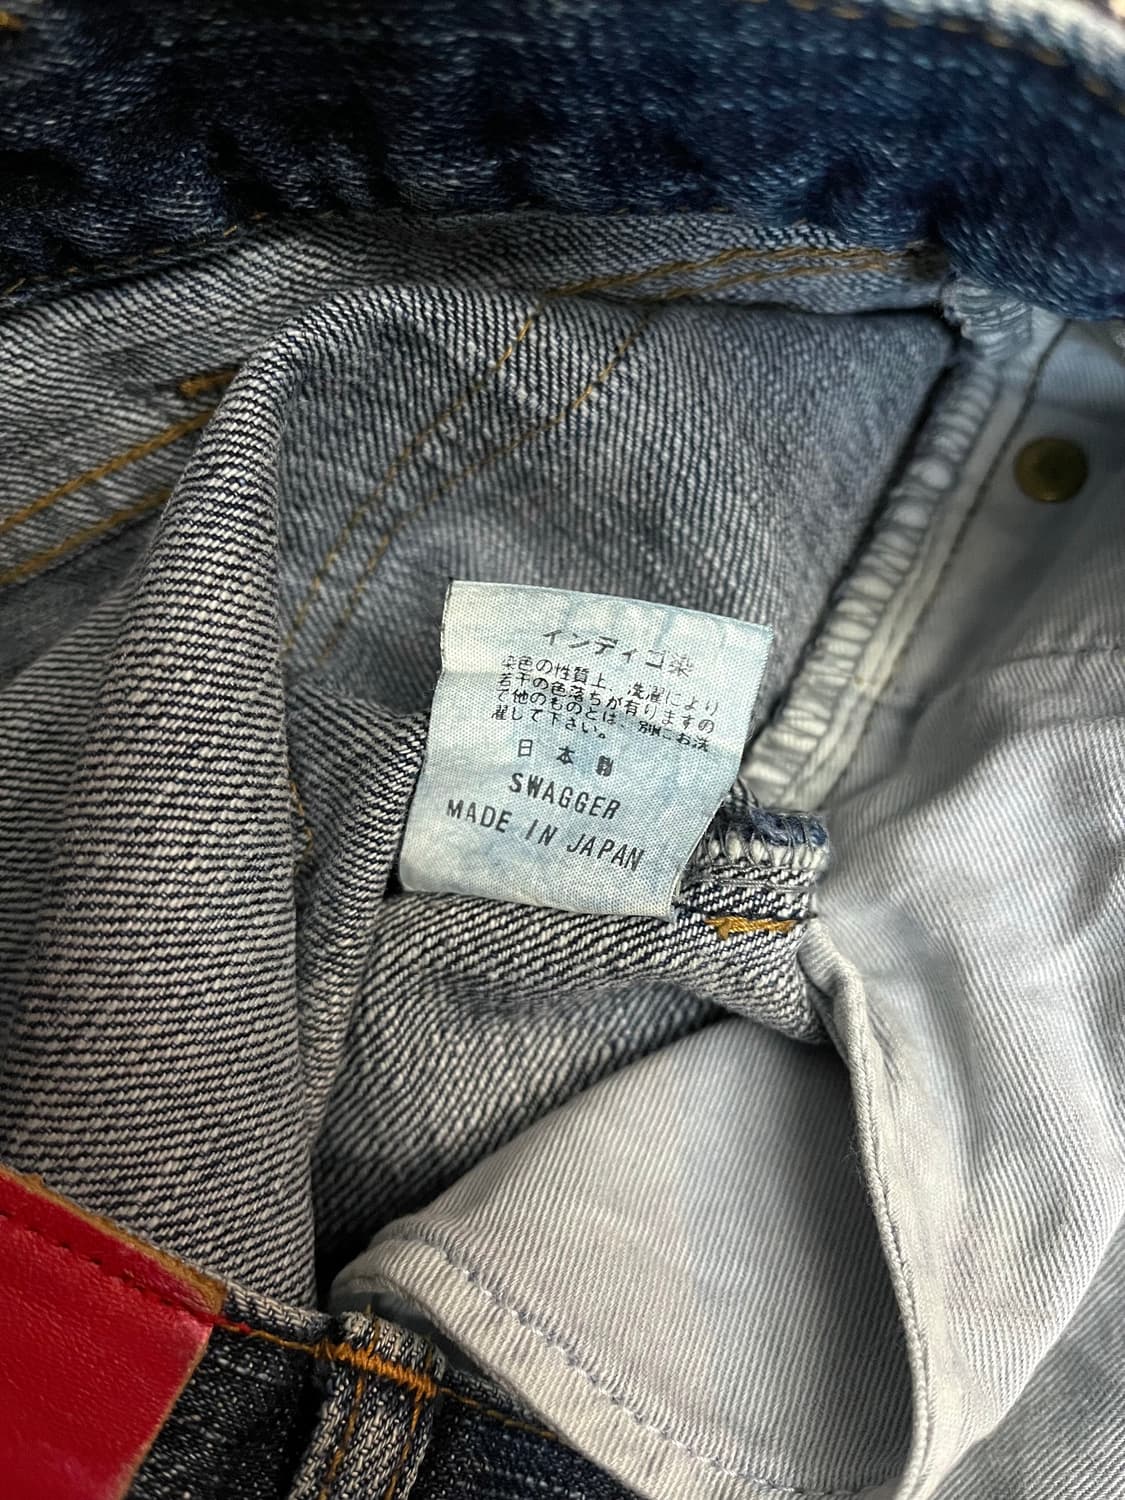 インディゴ染
染色の性質上、洗濯により
若干の色落ちが有りますの
で他のものとは、別にお洗
濯して下さい。
日本製
SWAGGER
MADE IN JAPAN